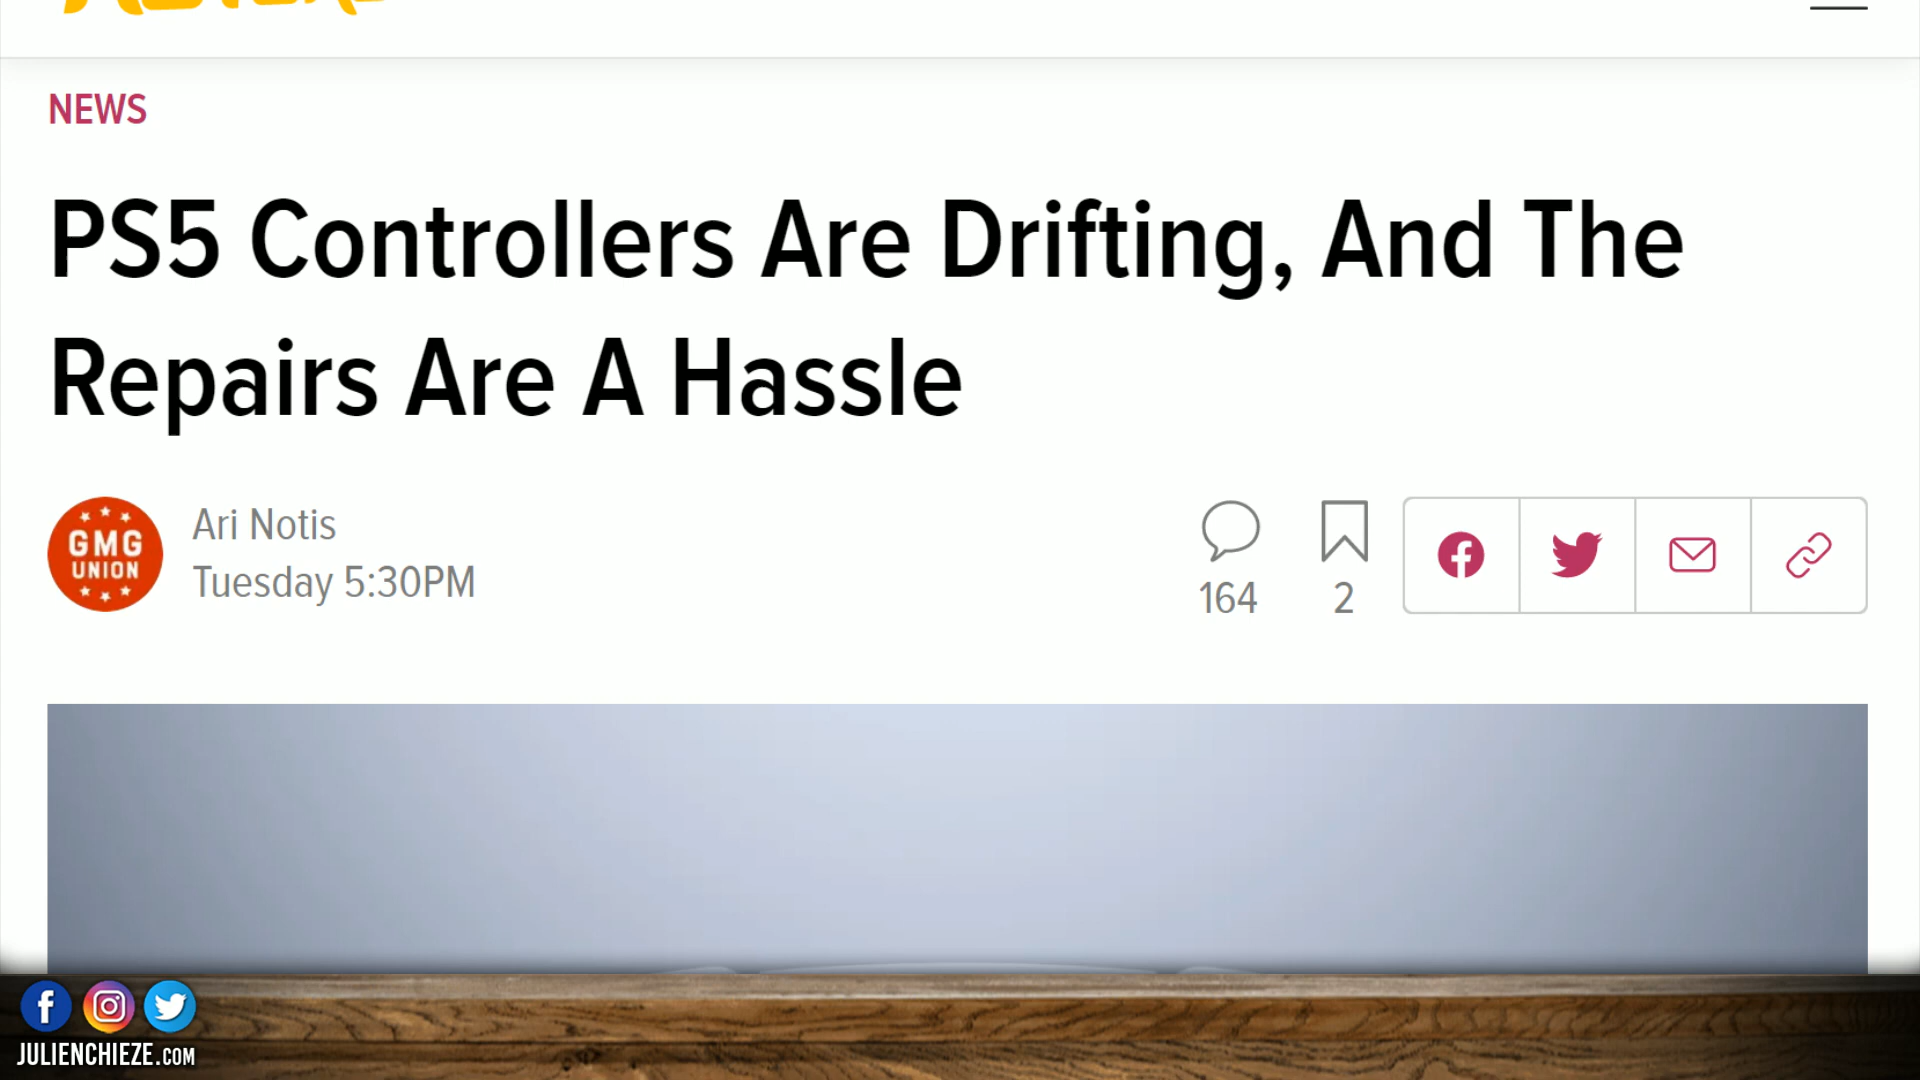 NEWS
PS5 Controllers Are Drifting, And The
Repairs Are A Hassle
GMG
UNION
Ari Notis
Tuesday 5:30PM
164
2
JULIENCHIEZE.COM